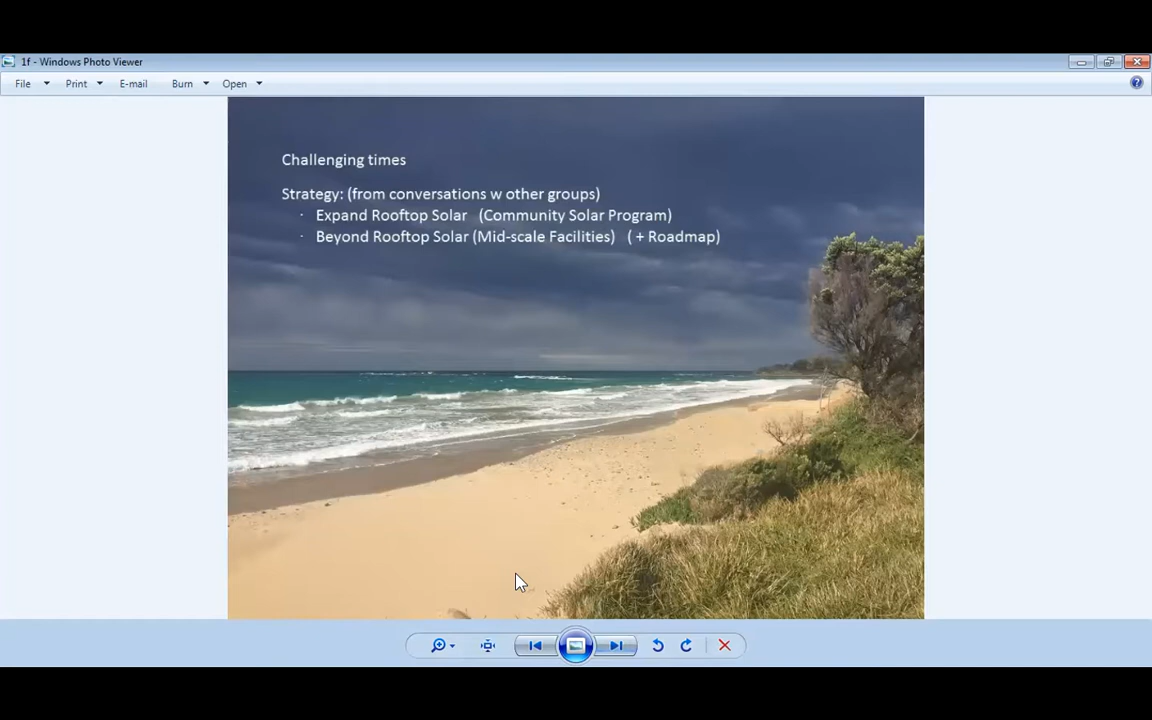 1f - Windows Photo Viewer
File Print E-mail Burn Open
Challenging times
Strategy: (from conversations w other groups)
· Expand Rooftop Solar (Community Solar Program)
· Beyond Rooftop Solar (Mid-scale Facilities) ( + Roadmap)